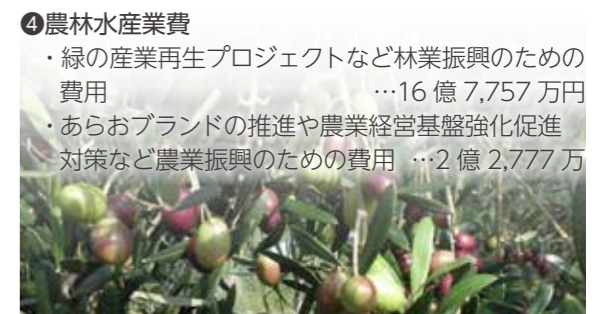 ❹農林水産業費
・緑の産業再生プロジェクトなど林業振興のための
費用 …16 億 7,757 万円
・あらおブランドの推進や農業経営基盤強化促進
対策など農業振興のための費用 …2 億 2,777 万